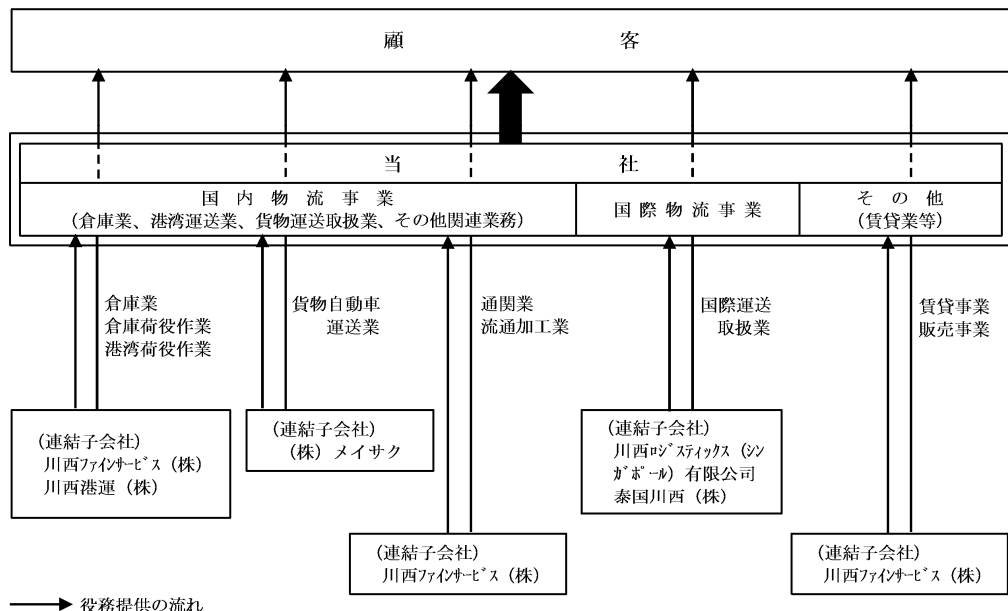 顧 客
当 社
国 内 物 流 事 業
(倉庫業、港湾運送業、貨物運送取扱業、その他関連業務)
国 際 物 流 事 業
そ の 他
(賃貸業等)
倉庫業
倉庫荷役作業
港湾荷役作業
貨物自動車
運送業
通関業
流通加工業
国際運送
取扱業
賃貸事業
販売事業
(連結子会社)
川西ﾌｧｲﾝｻｰﾋﾞｽ (株)
川西港運 (株)
(連結子会社)
(株) メイサク
(連結子会社)
川西ﾛｼﾞｽティックス (シン
ｶﾞﾎﾟｰﾙ) 有限公司
泰国川西 (株)
(連結子会社)
川西ﾌｧｲﾝｻｰﾋﾞｽ (株)
(連結子会社)
川西ﾌｧｲﾝｻｰﾋﾞｽ (株)
役務提供の流れ